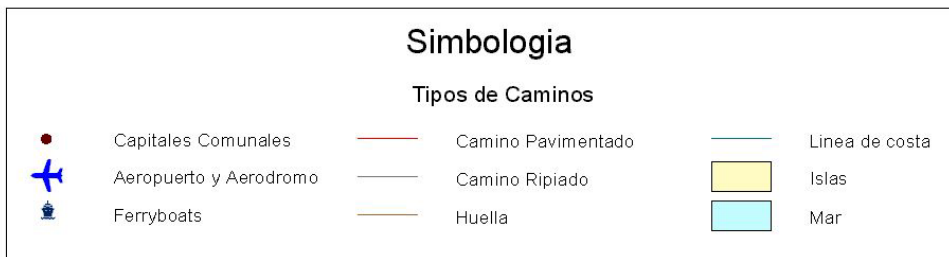 Simbologia
Tipos de Caminos
Capitales Comunales
Camino Pavimentado
Linea de costa
Aeropuerto y Aerodromo
Camino Ripiado
Islas
Ferryboats
Huella
Mar